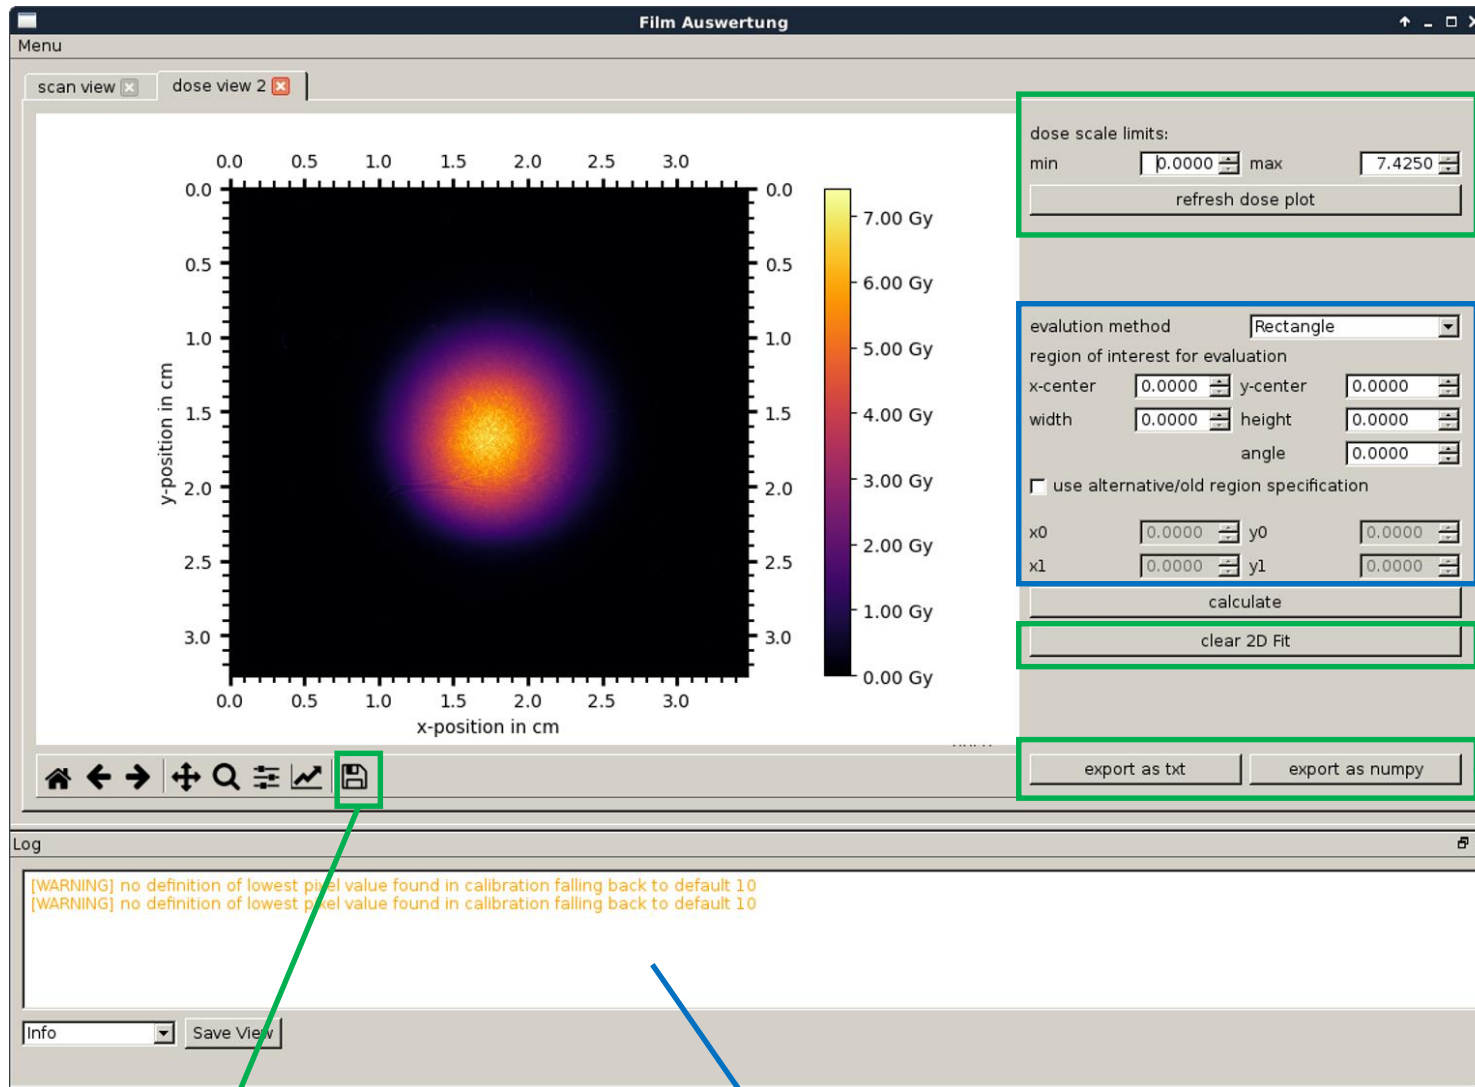 Film Auswertung
Menu
scan view
dose view 2
0.0 0.5 1.0 1.5 2.0 2.5 3.0
0.0
0.5
1.0
1.5
2.0
2.5
3.0
y-position in cm
0.0
0.5
1.0
1.5
2.0
2.5
3.0
0.0 0.5 1.0 1.5 2.0 2.5 3.0
x-position in cm
7.00 Gy
6.00 Gy
5.00 Gy
4.00 Gy
3.00 Gy
2.00 Gy
1.00 Gy
0.00 Gy
dose scale limits:
min 0.0000 max 7.4250
refresh dose plot
evalution method Rectangle
region of interest for evaluation
x-center 0.0000 y-center 0.0000
width 0.0000 height 0.0000
angle 0.0000
use alternative/old region specification
x0 0.0000 y0 0.0000
x1 0.0000 y1 0.0000
calculate
clear 2D Fit
export as txt export as numpy
Log
[WARNING] no definition of lowest pixel value found in calibration falling back to default 10
[WARNING] no definition of lowest pixel value found in calibration falling back to default 10
Info Save View